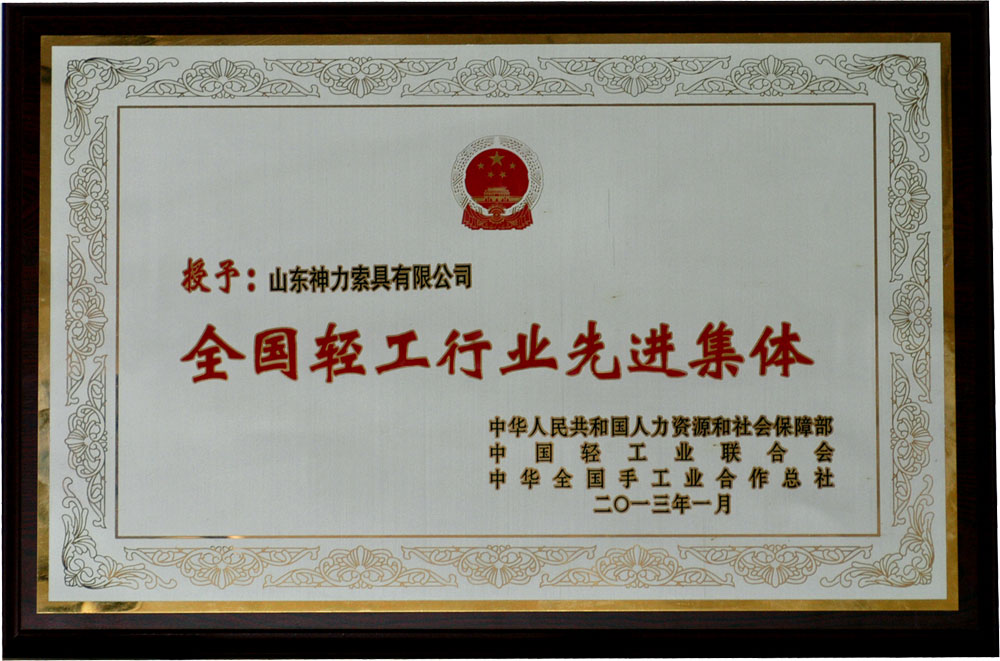 授予：山东神力索具有限公司
全国轻工行业先进集体
中华人民共和国人力资源和社会保障部
中国轻工业联合会
中华全国手工业合作总社
二〇一三年一月